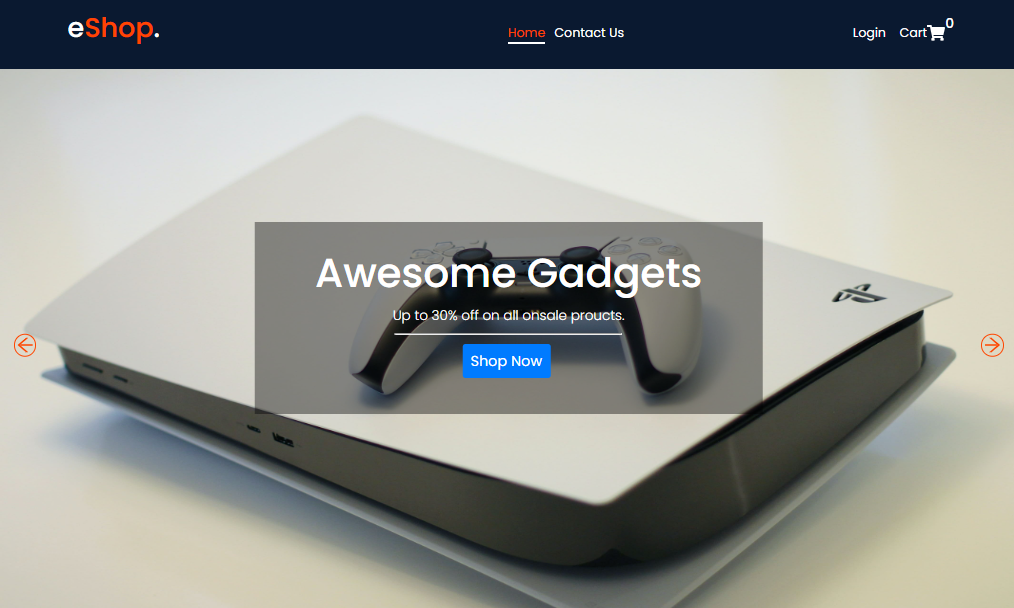 eShop.
Home Contact Us
Login Cart 0
Awesome Gadgets
Up to 30% off on all onsale proucts.
Shop Now